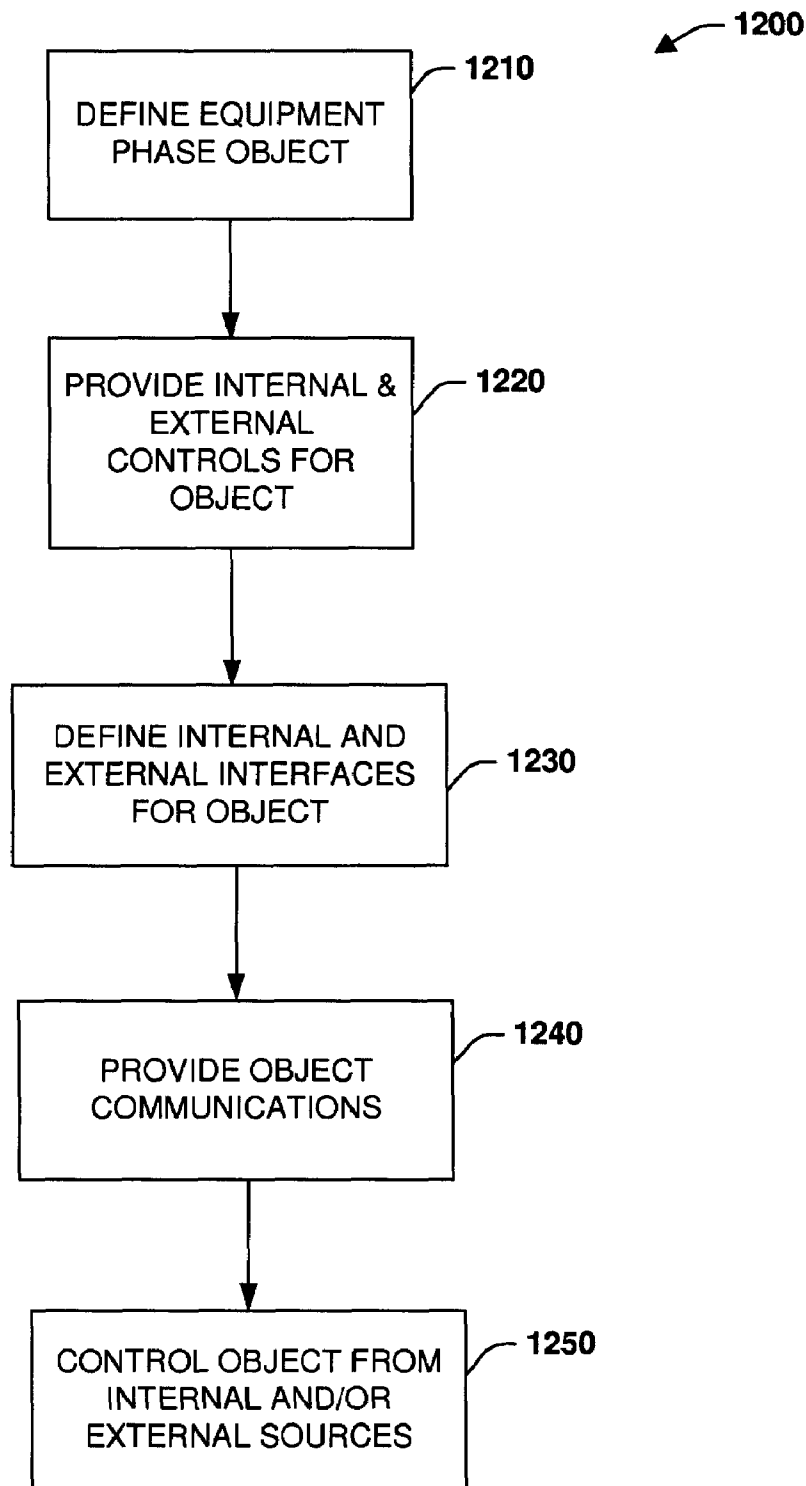 1200
1210
DEFINE EQUIPMENT
PHASE OBJECT
1220
PROVIDE INTERNAL &
EXTERNAL
CONTROLS FOR
OBJECT
1230
DEFINE INTERNAL AND
EXTERNAL INTERFACES
FOR OBJECT
1240
PROVIDE OBJECT
COMMUNICATIONS
1250
CONTROL OBJECT FROM
INTERNAL AND/OR
EXTERNAL SOURCES